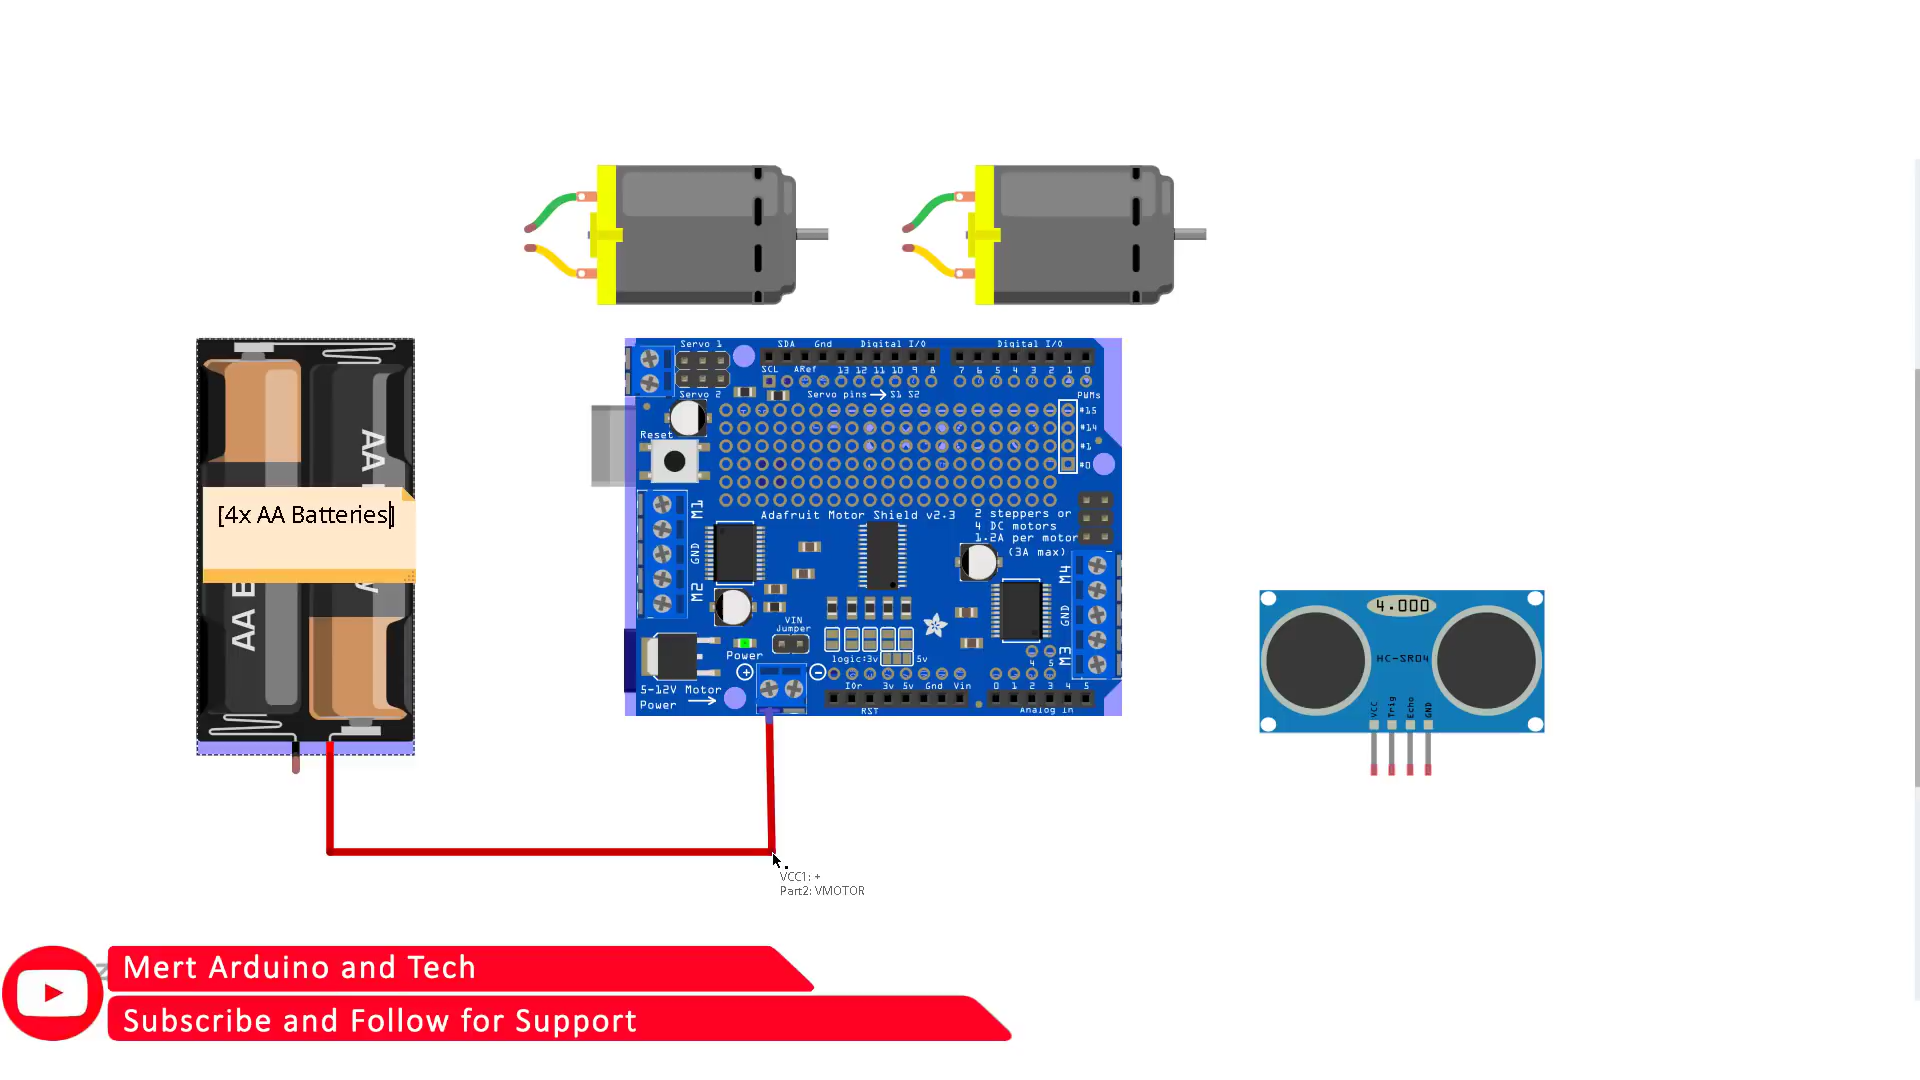 Servo 1
SDA Gnd Digital I/O Digital I/O
SCL ARef 13 12 11 10 9 8 7 6 5 4 3 2 1 0
Servo 2
Servo pins → S1 S2
PWMs
#15
#14
#1
#0
Reset
AA
[4x AA Batteries]
y
AA B
M1
GND
M2
Adafruit Motor Shield v2.3
2 steppers or
4 DC motors
1.2A per motor
(3A max)
M4
GND
M3
VIN
Jumper
Power
logic:3v 5v
4 5
5-12V Motor
Power →
+
-
IOr 3v 5v Gnd Vin
RST
0 1 2 3 4 5
Analog In
4.000
HC-SR04
VCC
Trig
Echo
GND
VCC1: +
Part2: VMOTOR
Mert Arduino and Tech
Subscribe and Follow for Support